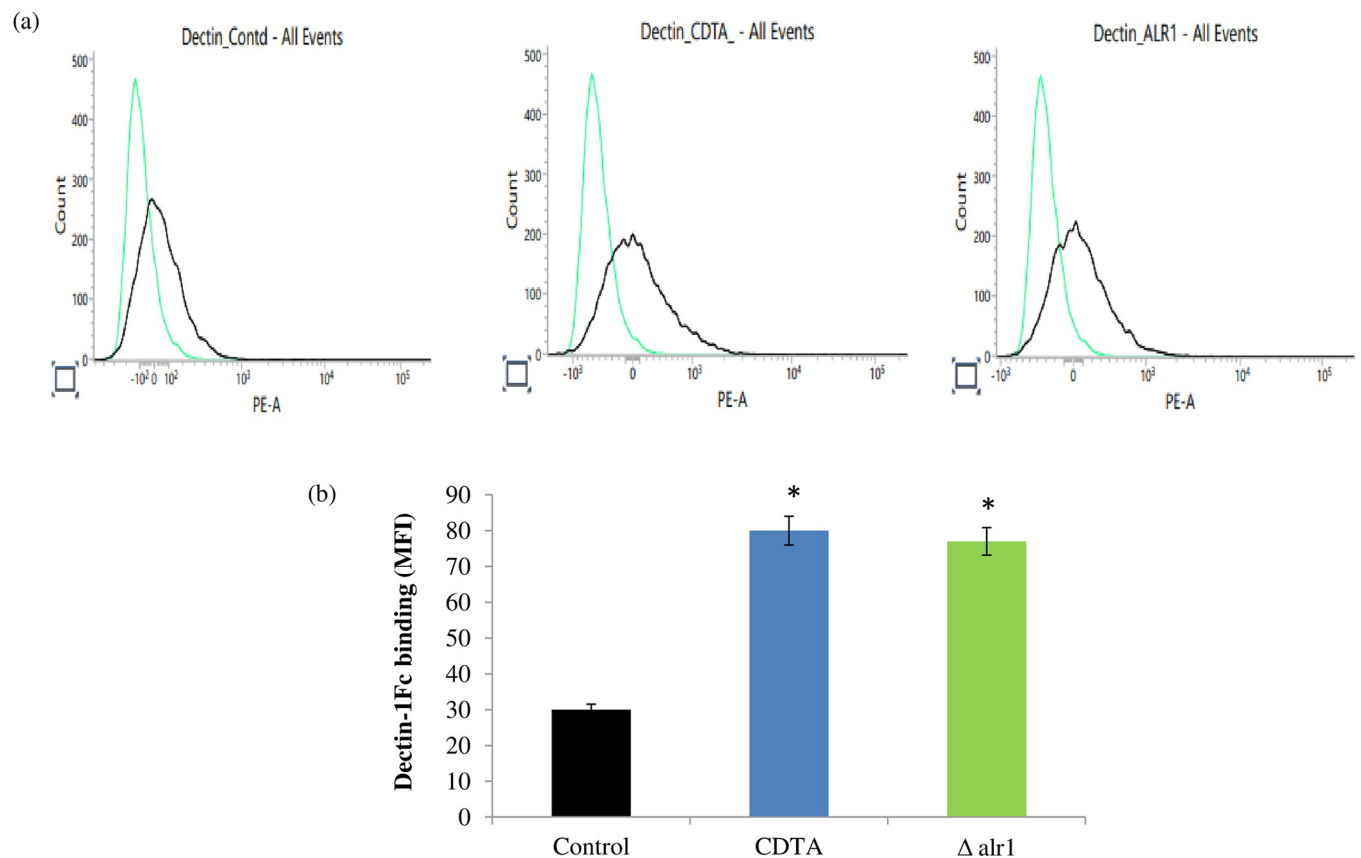 (a)
Dectin_Contd - All Events
500
400
300
200
100
0
Count
-10² 0 10² 10³ 10⁴ 10⁵
PE-A
Dectin_CDTA_ - All Events
500
400
300
200
100
0
Count
-10³ 0 10³ 10⁴ 10⁵
PE-A
Dectin_ALR1 - All Events
500
400
300
200
100
0
Count
-10³ 0 10³ 10⁴ 10⁵
PE-A
(b)
Dectin-1Fc binding (MFI)
90
80
70
60
50
40
30
20
10
0
* *
Control CDTA Δ alr1